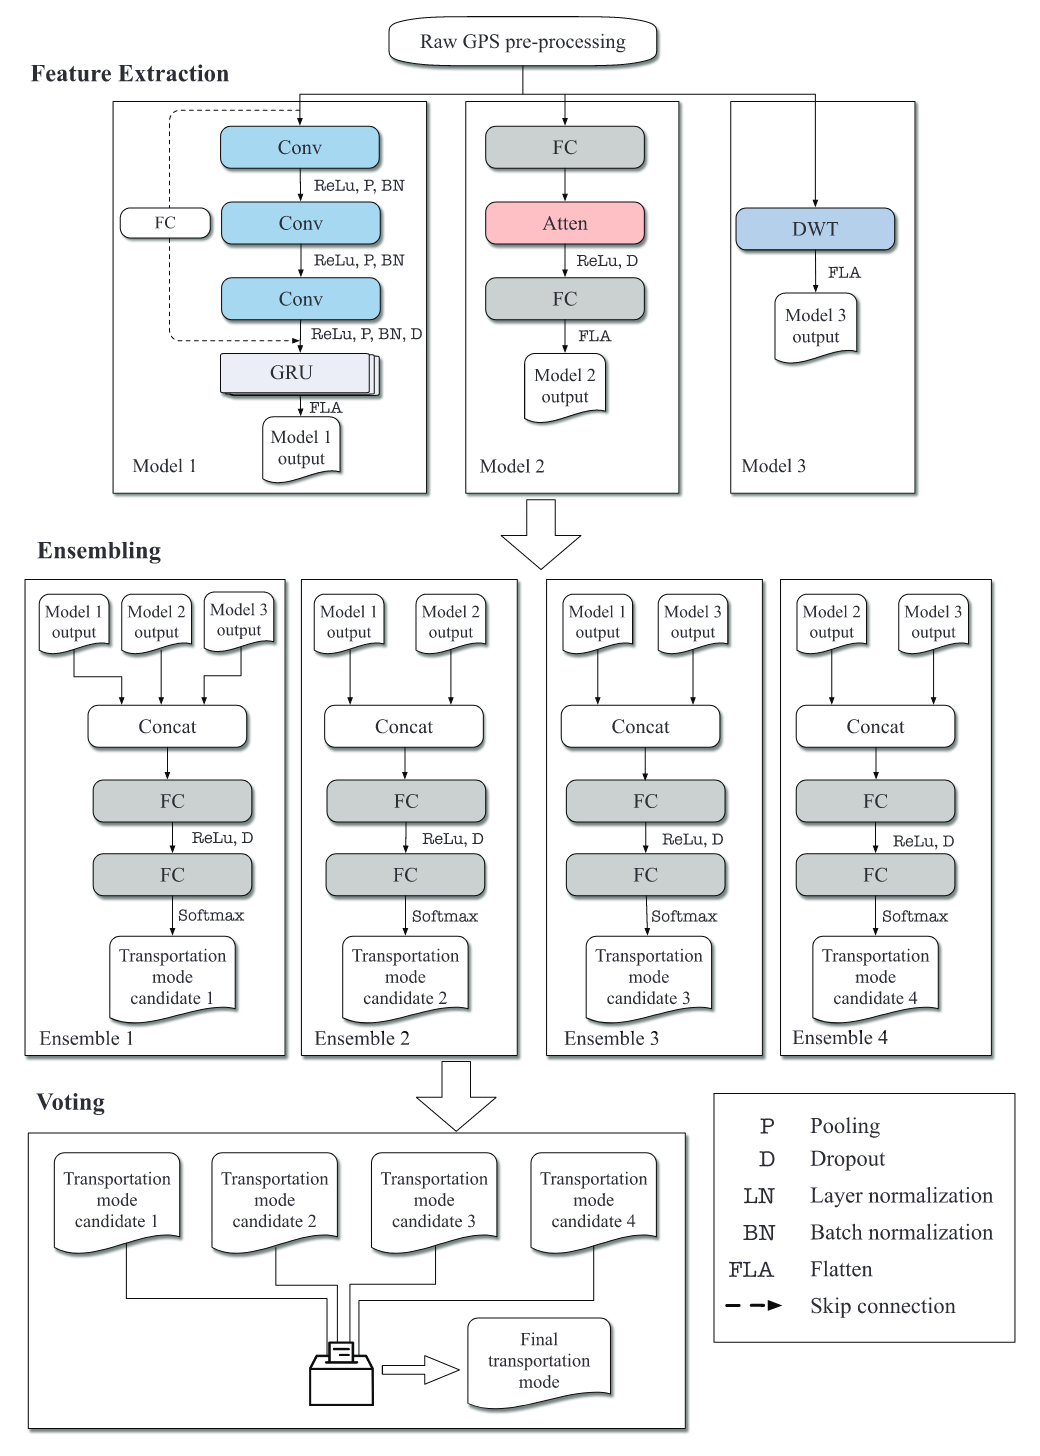 Raw GPS pre-processing
Feature Extraction
Conv
ReLu, P, BN
FC
Conv
ReLu, P, BN
Conv
ReLu, P, BN, D
GRU
FLA
Model 1
output
Model 1
FC
Atten
ReLu, D
FC
FLA
Model 2
output
Model 2
DWT
FLA
Model 3
output
Model 3
Ensembling
Model 1
output
Model 2
output
Model 3
output
Concat
FC
ReLu, D
FC
Softmax
Transportation
mode
candidate 1
Ensemble 1
Model 1
output
Model 2
output
Concat
FC
ReLu, D
FC
Softmax
Transportation
mode
candidate 2
Ensemble 2
Model 1
output
Model 3
output
Concat
FC
ReLu, D
FC
Softmax
Transportation
mode
candidate 3
Ensemble 3
Model 2
output
Model 3
output
Concat
FC
ReLu, D
FC
Softmax
Transportation
mode
candidate 4
Ensemble 4
Voting
Transportation
mode
candidate 1
Transportation
mode
candidate 2
Transportation
mode
candidate 3
Transportation
mode
candidate 4
Final
transportation
mode
P Pooling
D Dropout
LN Layer normalization
BN Batch normalization
FLA Flatten
Skip connection